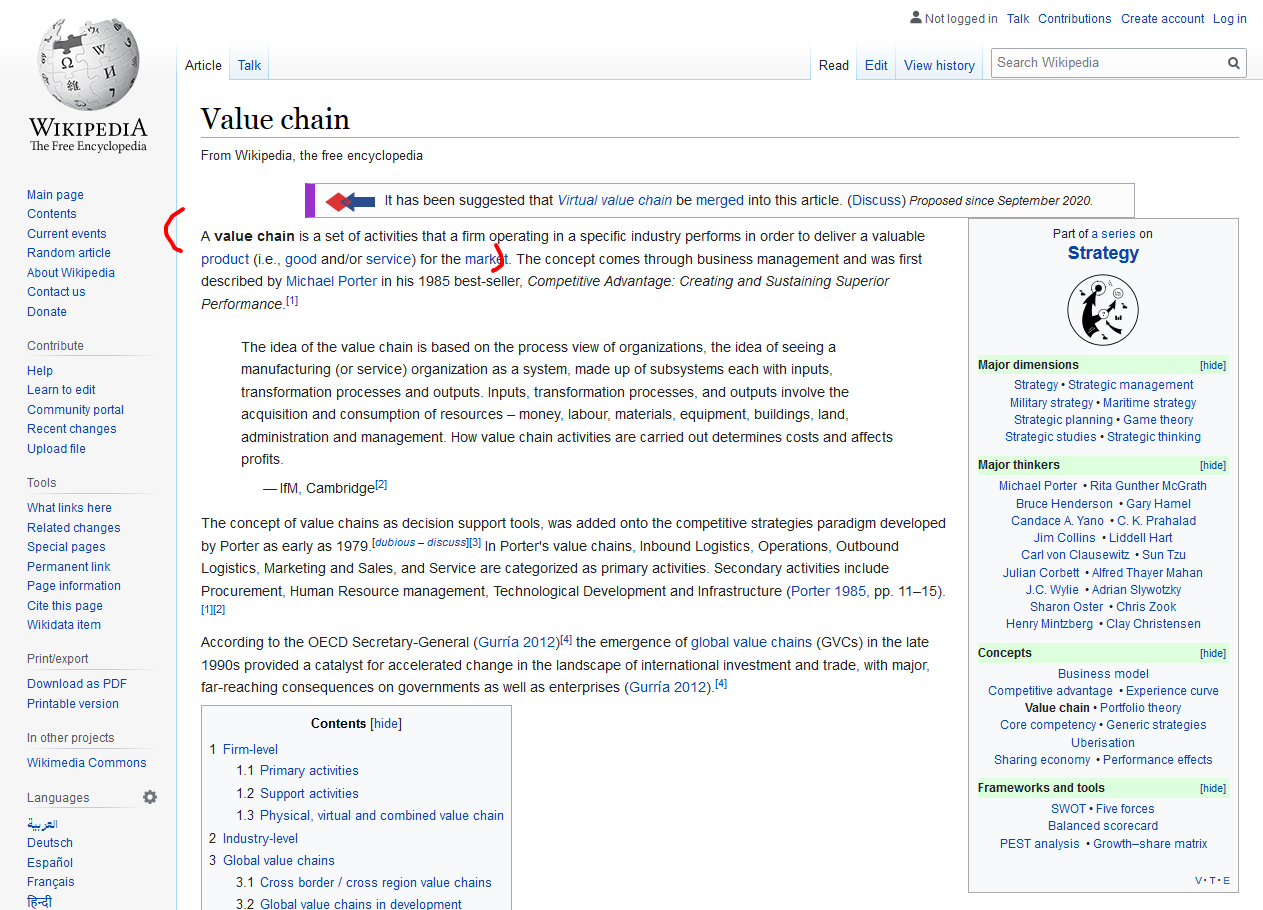 Not logged in Talk Contributions Create account Log in
Article Talk Read Edit View history Search Wikipedia
WIKIPEDIA
The Free Encyclopedia
Main page
Contents
Current events
Random article
About Wikipedia
Contact us
Donate
Contribute
Help
Learn to edit
Community portal
Recent changes
Upload file
Tools
What links here
Related changes
Special pages
Permanent link
Page information
Cite this page
Wikidata item
Print/export
Download as PDF
Printable version
In other projects
Wikimedia Commons
Languages
العربية
Deutsch
Español
Français
हिन्दी
Value chain
From Wikipedia, the free encyclopedia
It has been suggested that Virtual value chain be merged into this article. (Discuss) Proposed since September 2020.
A value chain is a set of activities that a firm operating in a specific industry performs in order to deliver a valuable
product (i.e., good and/or service) for the market. The concept comes through business management and was first
described by Michael Porter in his 1985 best-seller, Competitive Advantage: Creating and Sustaining Superior
Performance.[1]
The idea of the value chain is based on the process view of organizations, the idea of seeing a
manufacturing (or service) organization as a system, made up of subsystems each with inputs,
transformation processes and outputs. Inputs, transformation processes, and outputs involve the
acquisition and consumption of resources – money, labour, materials, equipment, buildings, land,
administration and management. How value chain activities are carried out determines costs and affects
profits.
— IfM, Cambridge[2]
The concept of value chains as decision support tools, was added onto the competitive strategies paradigm developed
by Porter as early as 1979.[dubious – discuss][3] In Porter's value chains, Inbound Logistics, Operations, Outbound
Logistics, Marketing and Sales, and Service are categorized as primary activities. Secondary activities include
Procurement, Human Resource management, Technological Development and Infrastructure (Porter 1985, pp. 11–15).
[1][2]
According to the OECD Secretary-General (Gurría 2012)[4] the emergence of global value chains (GVCs) in the late
1990s provided a catalyst for accelerated change in the landscape of international investment and trade, with major,
far-reaching consequences on governments as well as enterprises (Gurría 2012).[4]
Contents [hide]
1 Firm-level
1.1 Primary activities
1.2 Support activities
1.3 Physical, virtual and combined value chain
2 Industry-level
3 Global value chains
3.1 Cross border / cross region value chains
3.2 Global value chains in development
Part of a series on
Strategy
Major dimensions [hide]
Strategy • Strategic management
Military strategy • Maritime strategy
Strategic planning • Game theory
Strategic studies • Strategic thinking
Major thinkers [hide]
Michael Porter • Rita Gunther McGrath
Bruce Henderson • Gary Hamel
Candace A. Yano • C. K. Prahalad
Jim Collins • Liddell Hart
Carl von Clausewitz • Sun Tzu
Julian Corbett • Alfred Thayer Mahan
J.C. Wylie • Adrian Slywotzky
Sharon Oster • Chris Zook
Henry Mintzberg • Clay Christensen
Concepts [hide]
Business model
Competitive advantage • Experience curve
Value chain • Portfolio theory
Core competency • Generic strategies
Uberisation
Sharing economy • Performance effects
Frameworks and tools [hide]
SWOT • Five forces
Balanced scorecard
PEST analysis • Growth–share matrix
V · T · E